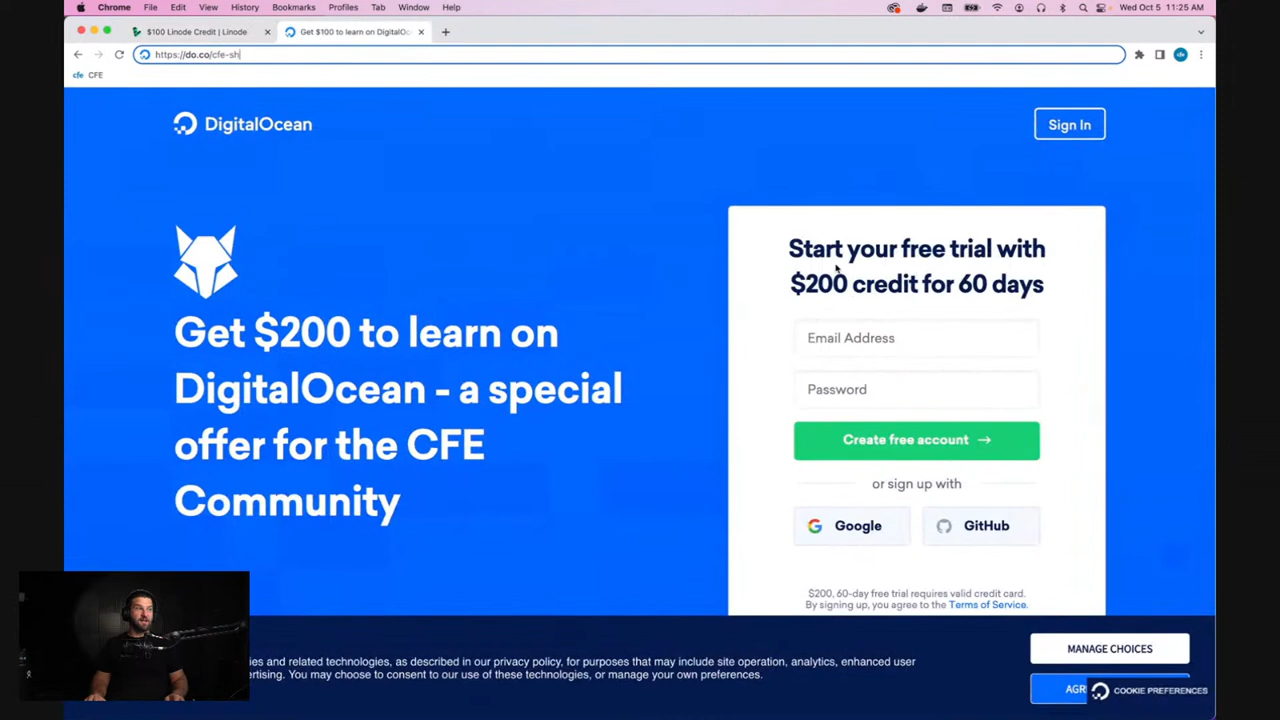 Chrome File Edit View History Bookmarks Profiles Tab Window Help Wed Oct 5 11:25 AM
$100 Linode Credit | Linode Get $100 to learn on DigitalOc
https://do.co/cfe-sh
cfe CFE
DigitalOcean
Sign In
Start your free trial with
$200 credit for 60 days
Email Address
Password
Create free account →
or sign up with
Google GitHub
$200, 60-day free trial requires valid credit card.
By signing up, you agree to the Terms of Service.
Get $200 to learn on
DigitalOcean - a special
offer for the CFE
Community
and related technologies, as described in our privacy policy, for purposes that may include site operation, analytics, enhanced user
You may choose to consent to our use of these technologies, or manage your own preferences.
MANAGE CHOICES
COOKIE PREFERENCES